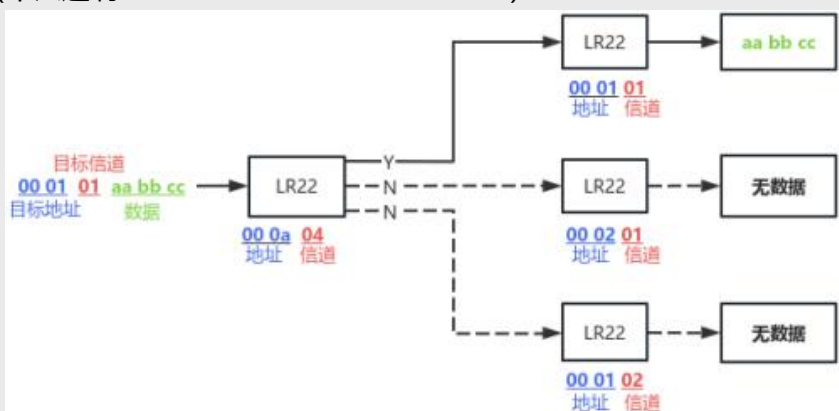 LR22
aa bb cc
00 01 01
地址 信道
目标信道
00 01 01 aa bb cc
目标地址 数据
LR22
00 0a 04
地址 信道
Y
N
N
LR22
无数据
00 02 01
地址 信道
LR22
无数据
00 01 02
地址 信道